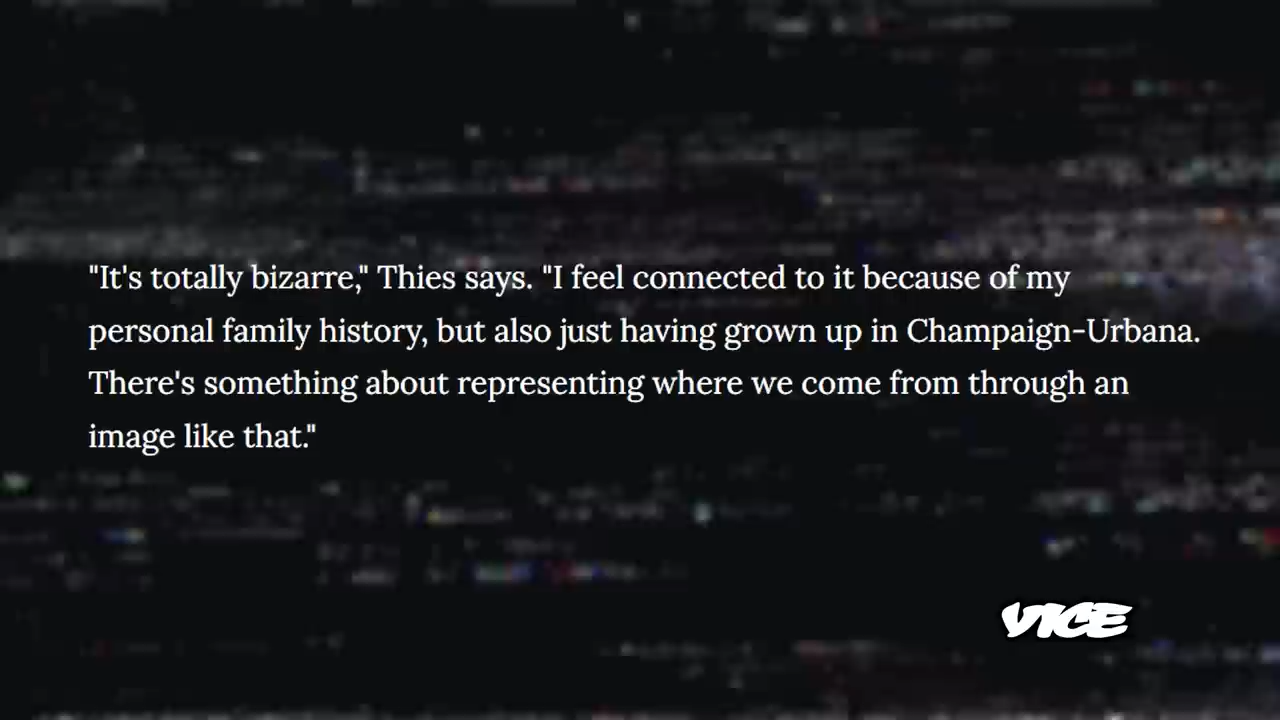 "It's totally bizarre," Thies says. "I feel connected to it because of my
personal family history, but also just having grown up in Champaign-Urbana.
There's something about representing where we come from through an
image like that."
VICE